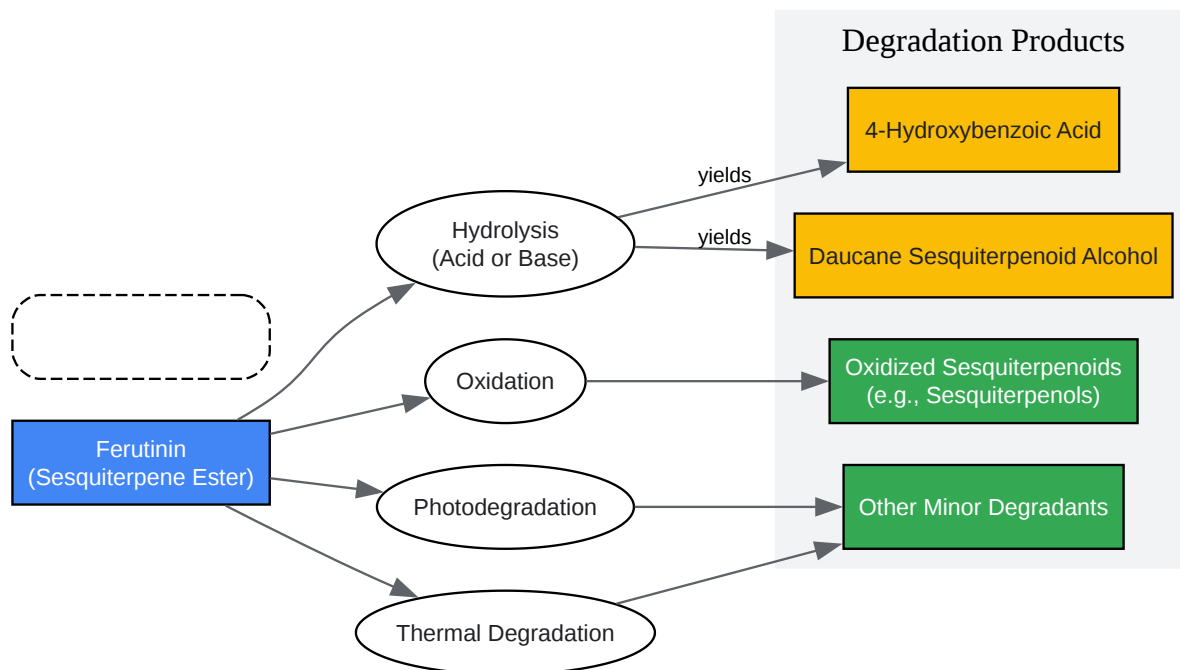 Degradation Products
4-Hydroxybenzoic Acid
yields
Hydrolysis
(Acid or Base)
yields
Daucane Sesquiterpenoid Alcohol
Oxidation
Oxidized Sesquiterpenoids
(e.g., Sesquiterpenols)
Ferutinin
(Sesquiterpene Ester)
Photodegradation
Other Minor Degradants
Thermal Degradation